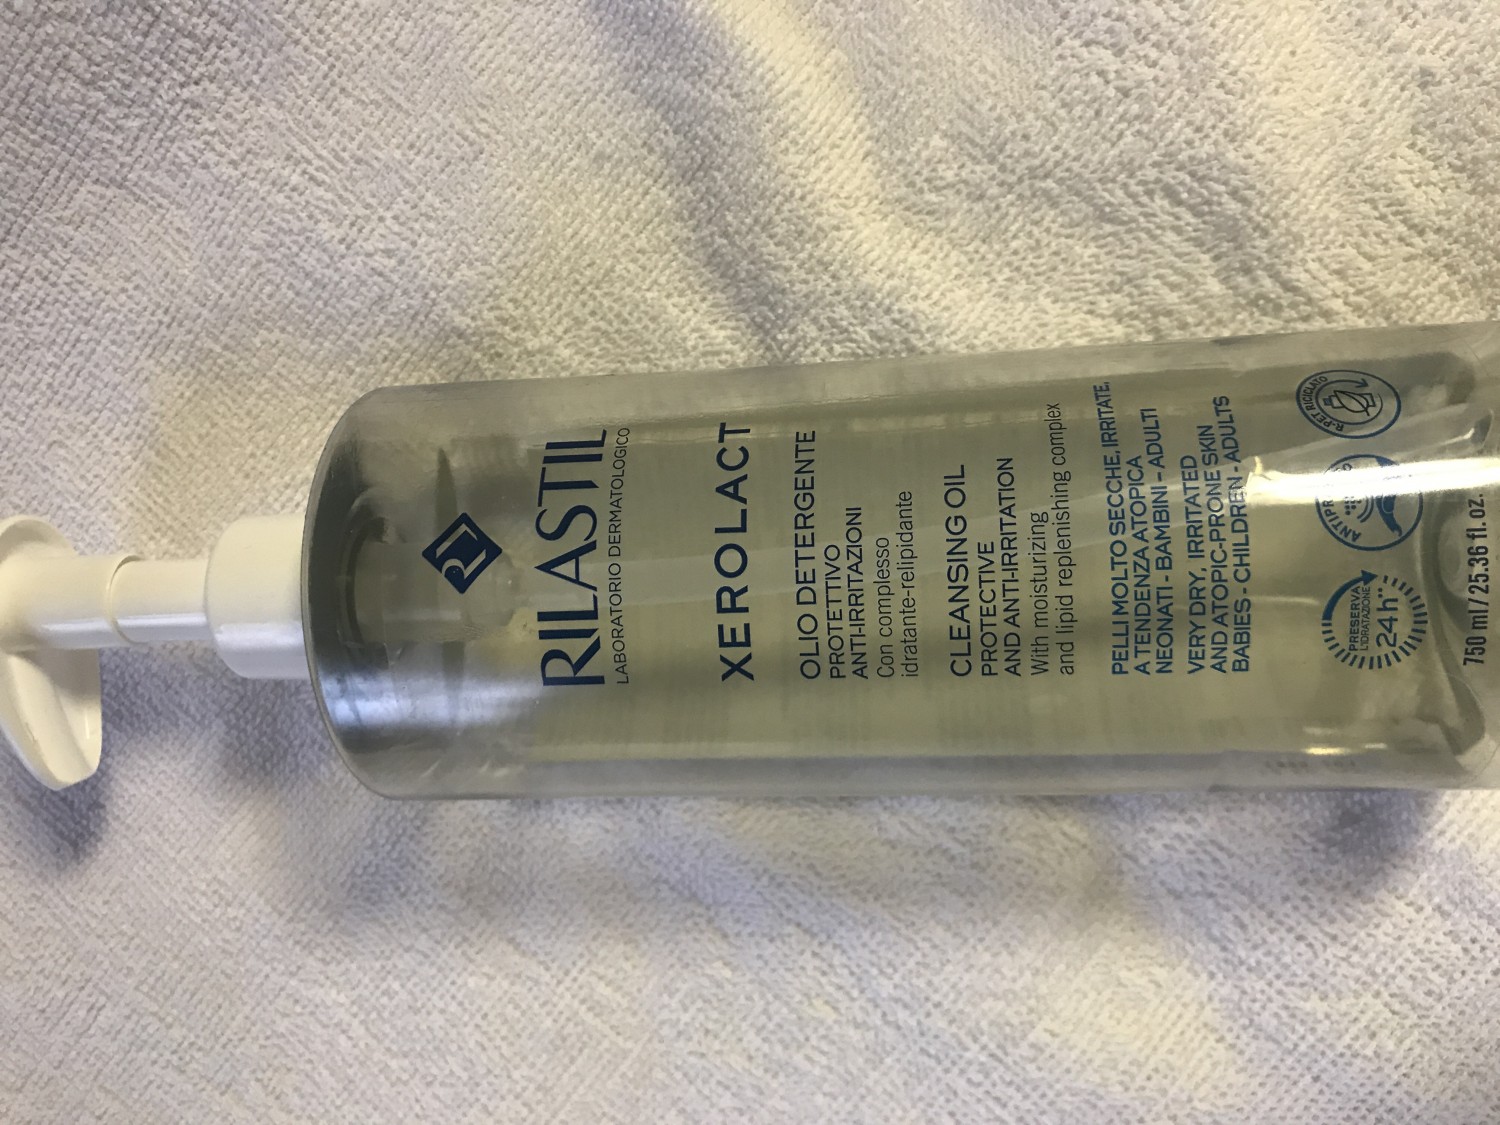 RILASTIL
LABORATORIO DERMATOLOGICO
XEROLACT
OLIO DETERGENTE
PROTETTIVO
ANTI-IRRITAZIONI
Con complesso
idratante-relipidante
CLEANSING OIL
PROTECTIVE
AND ANTI-IRRITATION
With moisturizing
and lipid replenishing complex
PELLI MOLTO SECCHE, IRRITATE,
A TENDENZA ATOPICA
NEONATI - BAMBINI - ADULTI
VERY DRY, IRRITATED
AND ATOPIC-PRONE SKIN
BABIES - CHILDREN - ADULTS
PRESERVA
L'IDRATAZIONE
24h**
R-PET RICICLATO
750 ml / 25.36 fl. oz.